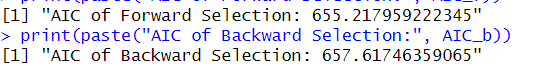 [1] "AIC of Forward Selection: 655.217959222345"
> print(paste("AIC of Backward Selection:", AIC_b))
[1] "AIC of Backward Selection: 657.61746359065"